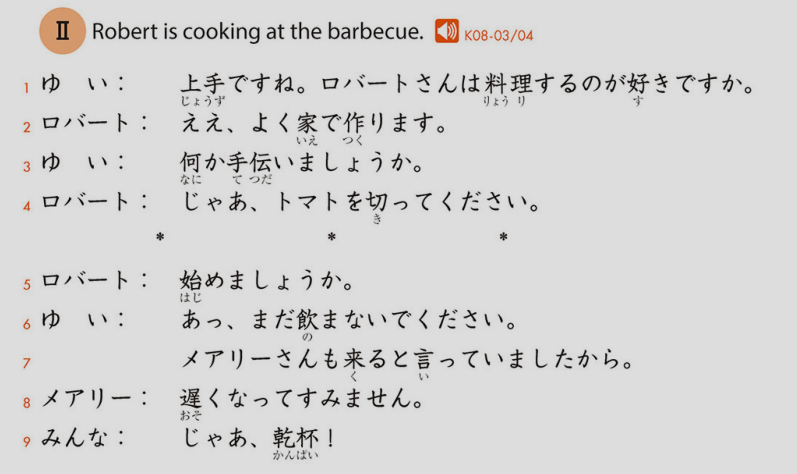 Ⅱ Robert is cooking at the barbecue. K08-03/04
1 ゆ い： 上手ですね。ロバートさんは料理するのが好きですか。
じょうず りょう り す
2 ロバート： ええ、よく家で作ります。
いえ つく
3 ゆ い： 何か手伝いましょうか。
なに て つだ
4 ロバート： じゃあ、トマトを切ってください。
き
* * *
5 ロバート： 始めましょうか。
はじ
6 ゆ い： あっ、まだ飲まないでください。
の
7 メアリーさんも来ると言っていましたから。
く い
8 メアリー： 遅くなってすみません。
おそ
9 みんな： じゃあ、乾杯！
かんぱい